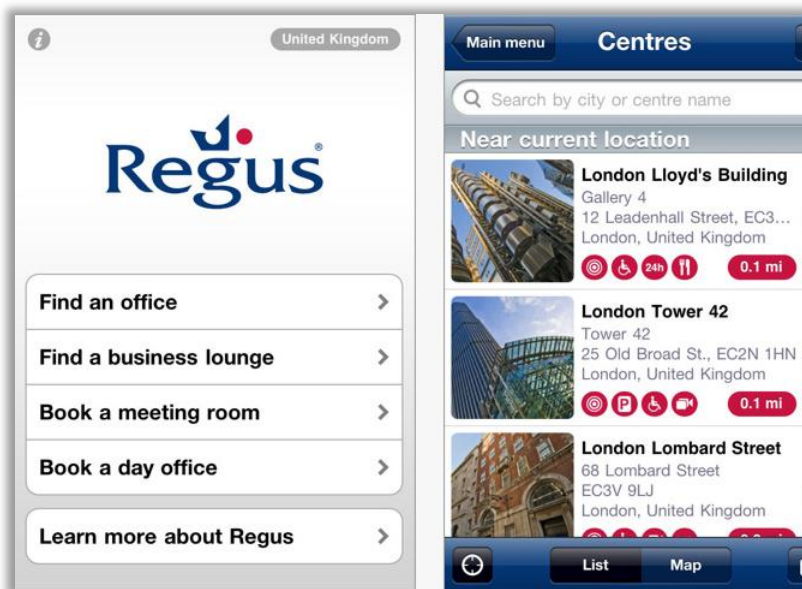 United Kingdom
Regus®
Find an office
Find a business lounge
Book a meeting room
Book a day office
Learn more about Regus
Main menu
Centres
Search by city or centre name
Near current location
London Lloyd's Building
Gallery 4
12 Leadenhall Street, EC3...
London, United Kingdom
24h
0.1 mi
London Tower 42
Tower 42
25 Old Broad St., EC2N 1HN
London, United Kingdom
P
0.1 mi
London Lombard Street
68 Lombard Street
EC3V 9LJ
London, United Kingdom
List
Map